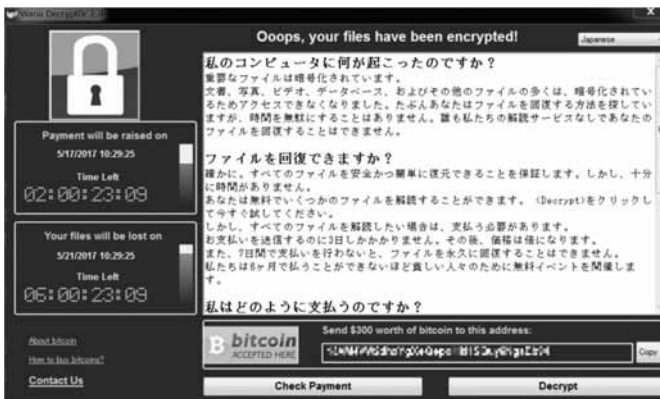 Wana Decrypt0r 2.0
Ooops, your files have been encrypted!
Japanese
Payment will be raised on
5/17/2017 10:29:25
Time Left
02:00:23:09
Your files will be lost on
5/21/2017 10:29:25
Time Left
06:00:23:09
About bitcoin
How to buy bitcoins?
Contact Us
私のコンピュータに何が起こったのですか？
重要なファイルは暗号化されています。
文書、写真、ビデオ、データベース、およびその他のファイルの多くは、暗号化されてい
るためアクセスできなくなりました。たぶんあなたはファイルを回復する方法を探してい
ますが、時間を無駄にすることはありません。誰も私たちの解読サービスなしであなたの
ファイルを回復することはできません。
ファイルを回復できますか？
確かに。すべてのファイルを安全かつ簡単に復元できることを保証します。しかし、十分
に時間がありません。
あなたは無料でいくつかのファイルを解読することができます。 <Decrypt>をクリックし
て今すぐ試してください。
しかし、すべてのファイルを解読したい場合は、支払う必要があります。
お支払いを送信するのに3日しかかかりません。その後、価格は倍になります。
また、7日間で支払いを行わないと、ファイルを永久に回復することはできません。
私たちは6ヶ月で払うことができないほど貧しい人々のために無料イベントを開催しま
す。
私はどのように支払うのですか？
bitcoin
ACCEPTED HERE
Send $300 worth of bitcoin to this address:
Copy
Check Payment
Decrypt